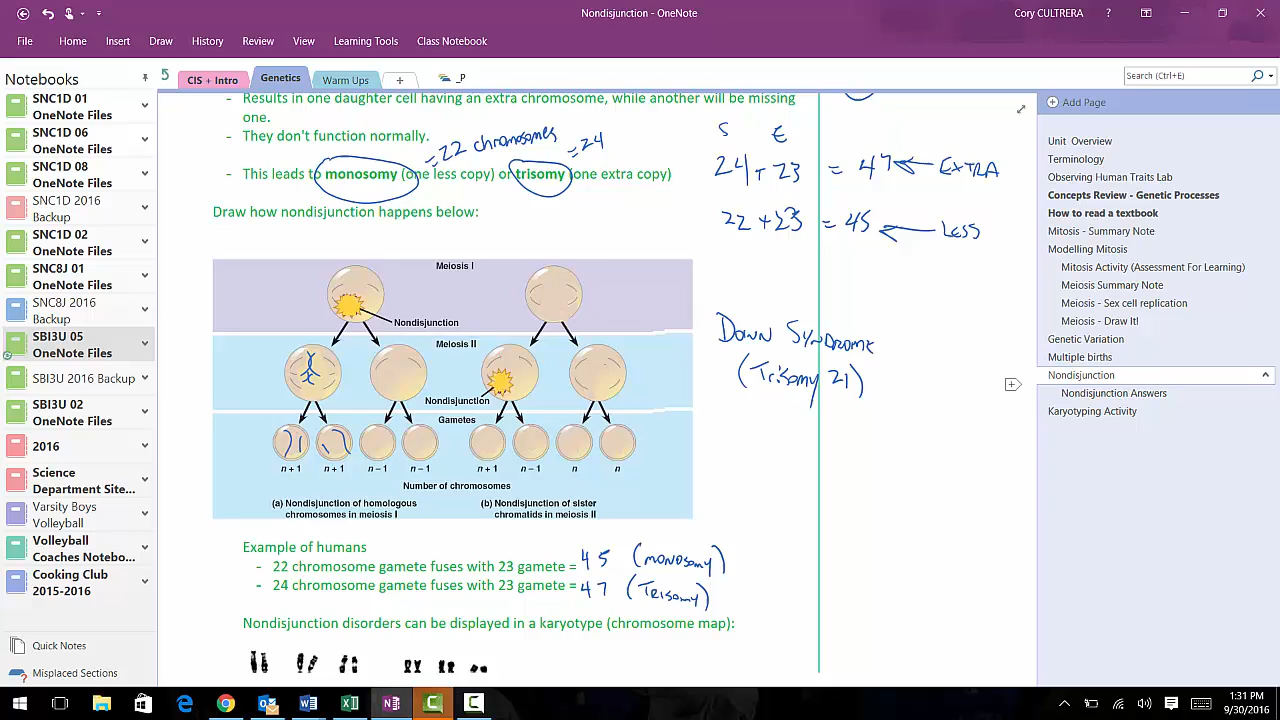 Nondisjunction - OneNote
Cory CULTRERA
?
File Home Insert Draw History Review View Learning Tools Class Notebook
Notebooks
CIS + Intro
Genetics
Warm Ups
+
_P
Search (Ctrl+E)
SNC1D 01
OneNote Files
SNC1D 06
OneNote Files
SNC1D 08
OneNote Files
SNC1D 2016
Backup
SNC1D 02
OneNote Files
SNC8J 01
OneNote Files
SNC8J 2016
Backup
SBI3U 05
OneNote Files
SBI3U 2016 Backup
SBI3U 02
OneNote Files
2016
Science
Department Site...
Varsity Boys
Volleyball
Volleyball
Coaches Notebo...
Cooking Club
2015-2016
Quick Notes
Misplaced Sections
- Results in one daughter cell having an extra chromosome, while another will be missing
one.
- They don't function normally.
= 22 chromosomes
= 24
- This leads to monosomy (one less copy) or trisomy (one extra copy)
Draw how nondisjunction happens below:
S E
24 + 23 = 47 EXTRA
22 + 23 = 45 LESS
DOWN SYNDROME
(Trisomy 21)
Meiosis I
Nondisjunction
Meiosis II
Nondisjunction
Gametes
n + 1 n + 1 n – 1 n – 1 n + 1 n – 1 n n
Number of chromosomes
(a) Nondisjunction of homologous
chromosomes in meiosis I
(b) Nondisjunction of sister
chromatids in meiosis II
Example of humans
- 22 chromosome gamete fuses with 23 gamete = 45 (MONOSOMY)
- 24 chromosome gamete fuses with 23 gamete = 47 (TRISOMY)
Nondisjunction disorders can be displayed in a karyotype (chromosome map):
Add Page
Unit Overview
Terminology
Observing Human Traits Lab
Concepts Review - Genetic Processes
How to read a textbook
Mitosis - Summary Note
Modelling Mitosis
Mitosis Activity (Assessment For Learning)
Meiosis Summary Note
Meiosis - Sex cell replication
Meiosis - Draw It!
Genetic Variation
Multiple births
Nondisjunction
Nondisjunction Answers
Karyotyping Activity
1:31 PM
9/30/2016